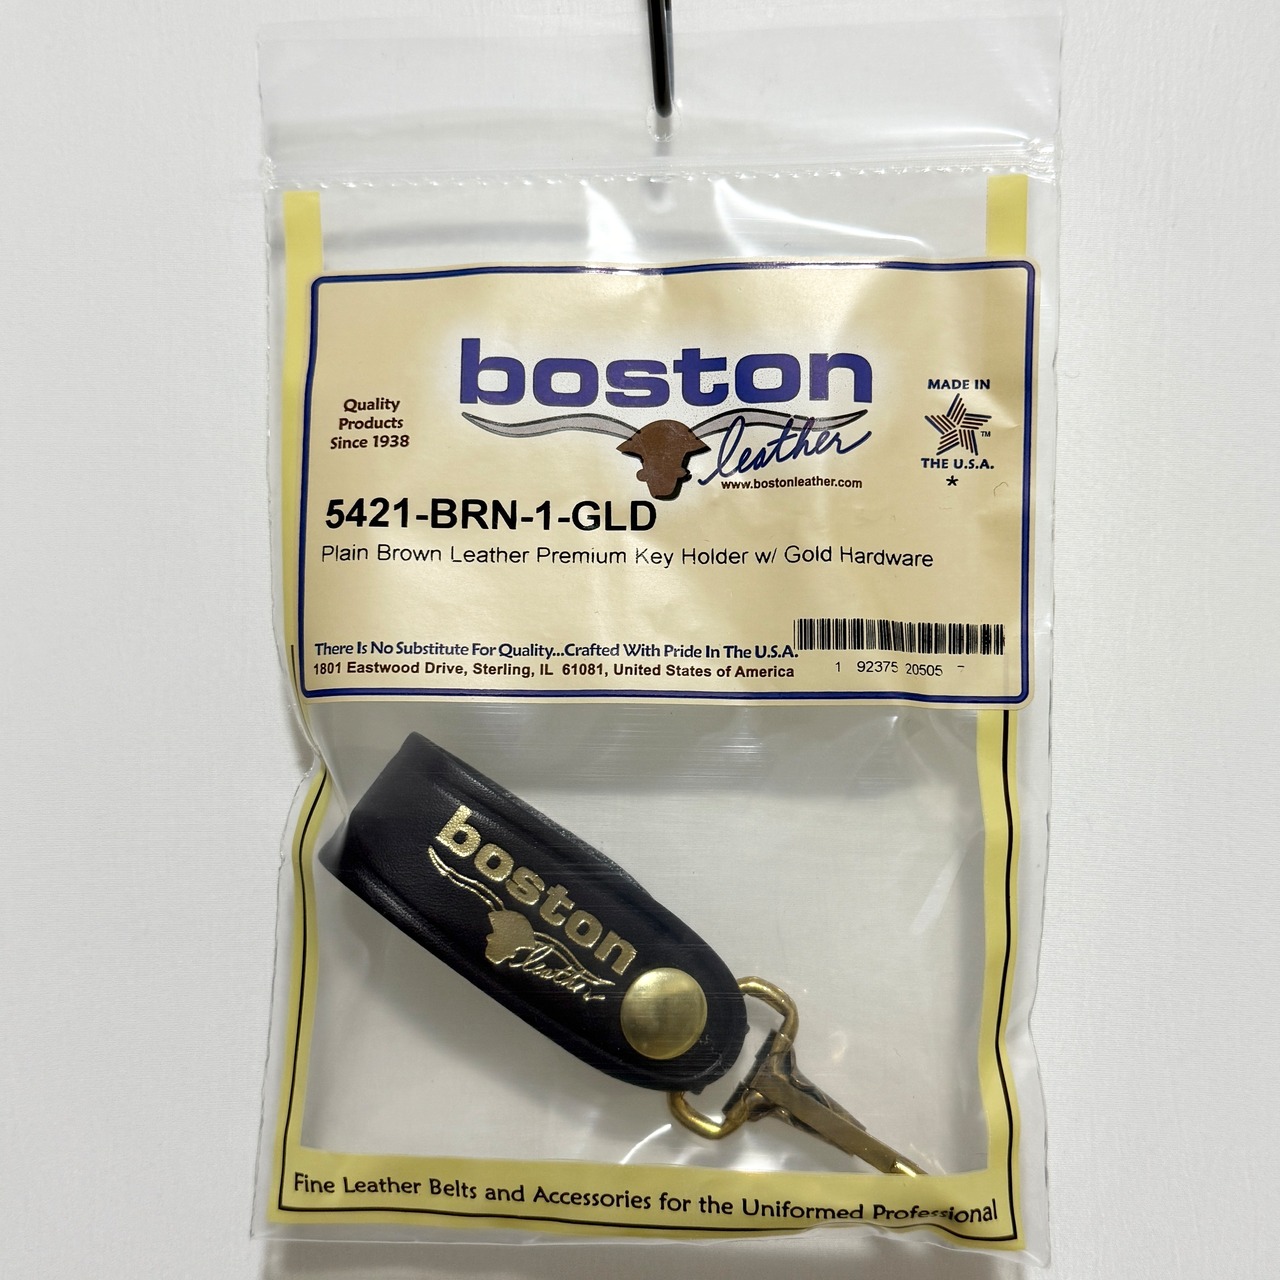 boston
leather
www.bostonleather.com
Quality
Products
Since 1938
MADE IN
TM
THE U.S.A.
*
5421-BRN-1-GLD
Plain Brown Leather Premium Key Holder w/ Gold Hardware
There Is No Substitute For Quality...Crafted With Pride In The U.S.A.
1801 Eastwood Drive, Sterling, IL 61081, United States of America
1 92375 20505 7
boston
leather
Fine Leather Belts and Accessories for the Uniformed Professional